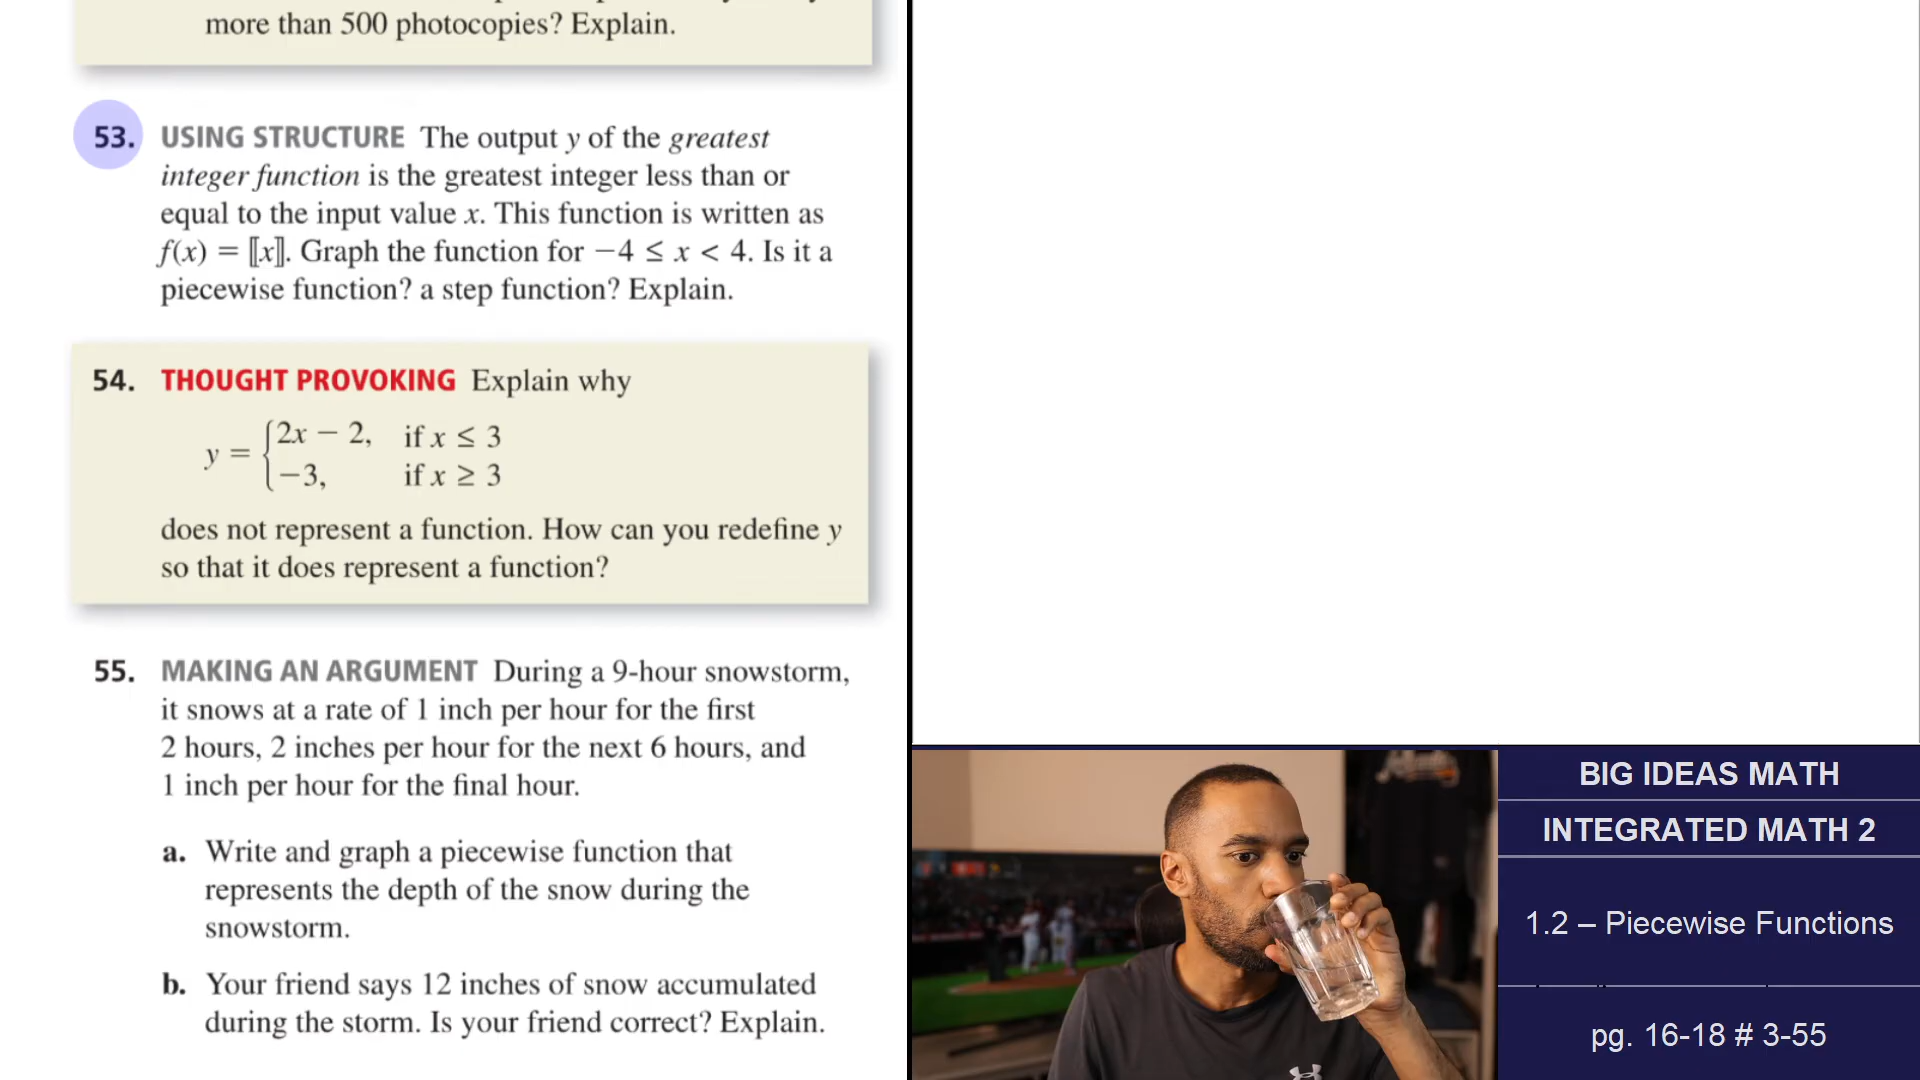 more than 500 photocopies? Explain.
53. USING STRUCTURE The output y of the greatest
integer function is the greatest integer less than or
equal to the input value x. This function is written as
f(x) = ⟦x⟧. Graph the function for −4 ≤ x < 4. Is it a
piecewise function? a step function? Explain.
54. THOUGHT PROVOKING Explain why
y = {2x − 2, if x ≤ 3
−3, if x ≥ 3
does not represent a function. How can you redefine y
so that it does represent a function?
55. MAKING AN ARGUMENT During a 9-hour snowstorm,
it snows at a rate of 1 inch per hour for the first
2 hours, 2 inches per hour for the next 6 hours, and
1 inch per hour for the final hour.
a. Write and graph a piecewise function that
represents the depth of the snow during the
snowstorm.
b. Your friend says 12 inches of snow accumulated
during the storm. Is your friend correct? Explain.
BIG IDEAS MATH
INTEGRATED MATH 2
1.2 – Piecewise Functions
pg. 16-18 # 3-55